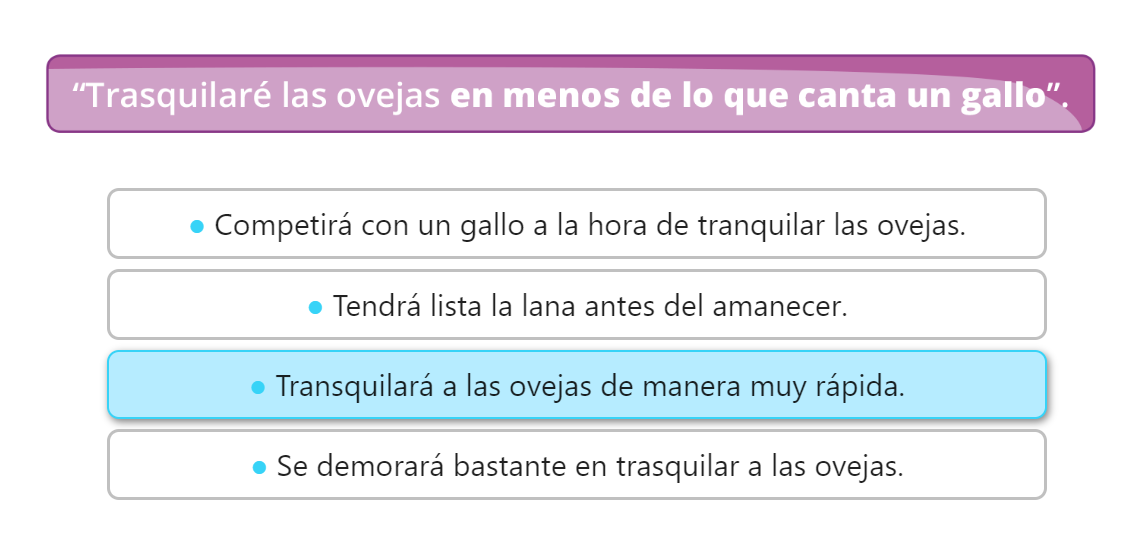 “Trasquilaré las ovejas en menos de lo que canta un gallo”.
● Competirá con un gallo a la hora de tranquilar las ovejas.
● Tendrá lista la lana antes del amanecer.
● Transquilará a las ovejas de manera muy rápida.
● Se demorará bastante en trasquilar a las ovejas.